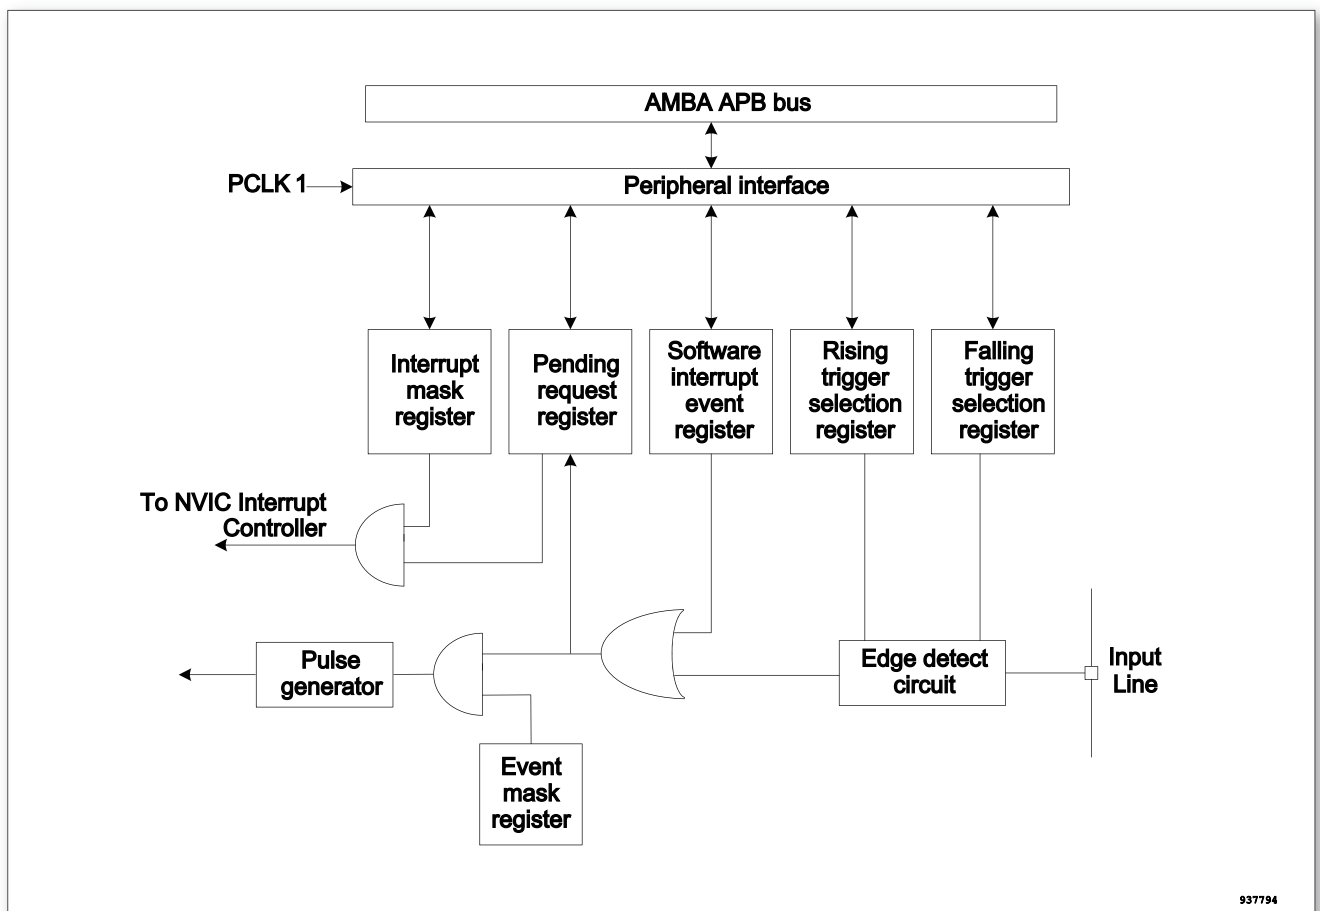 AMBA APB bus
PCLK 1
Peripheral interface
Interrupt
mask
register
Pending
request
register
Software
interrupt
event
register
Rising
trigger
selection
register
Falling
trigger
selection
register
To NVIC Interrupt
Controller
Pulse
generator
Edge detect
circuit
Input
Line
Event
mask
register
937794